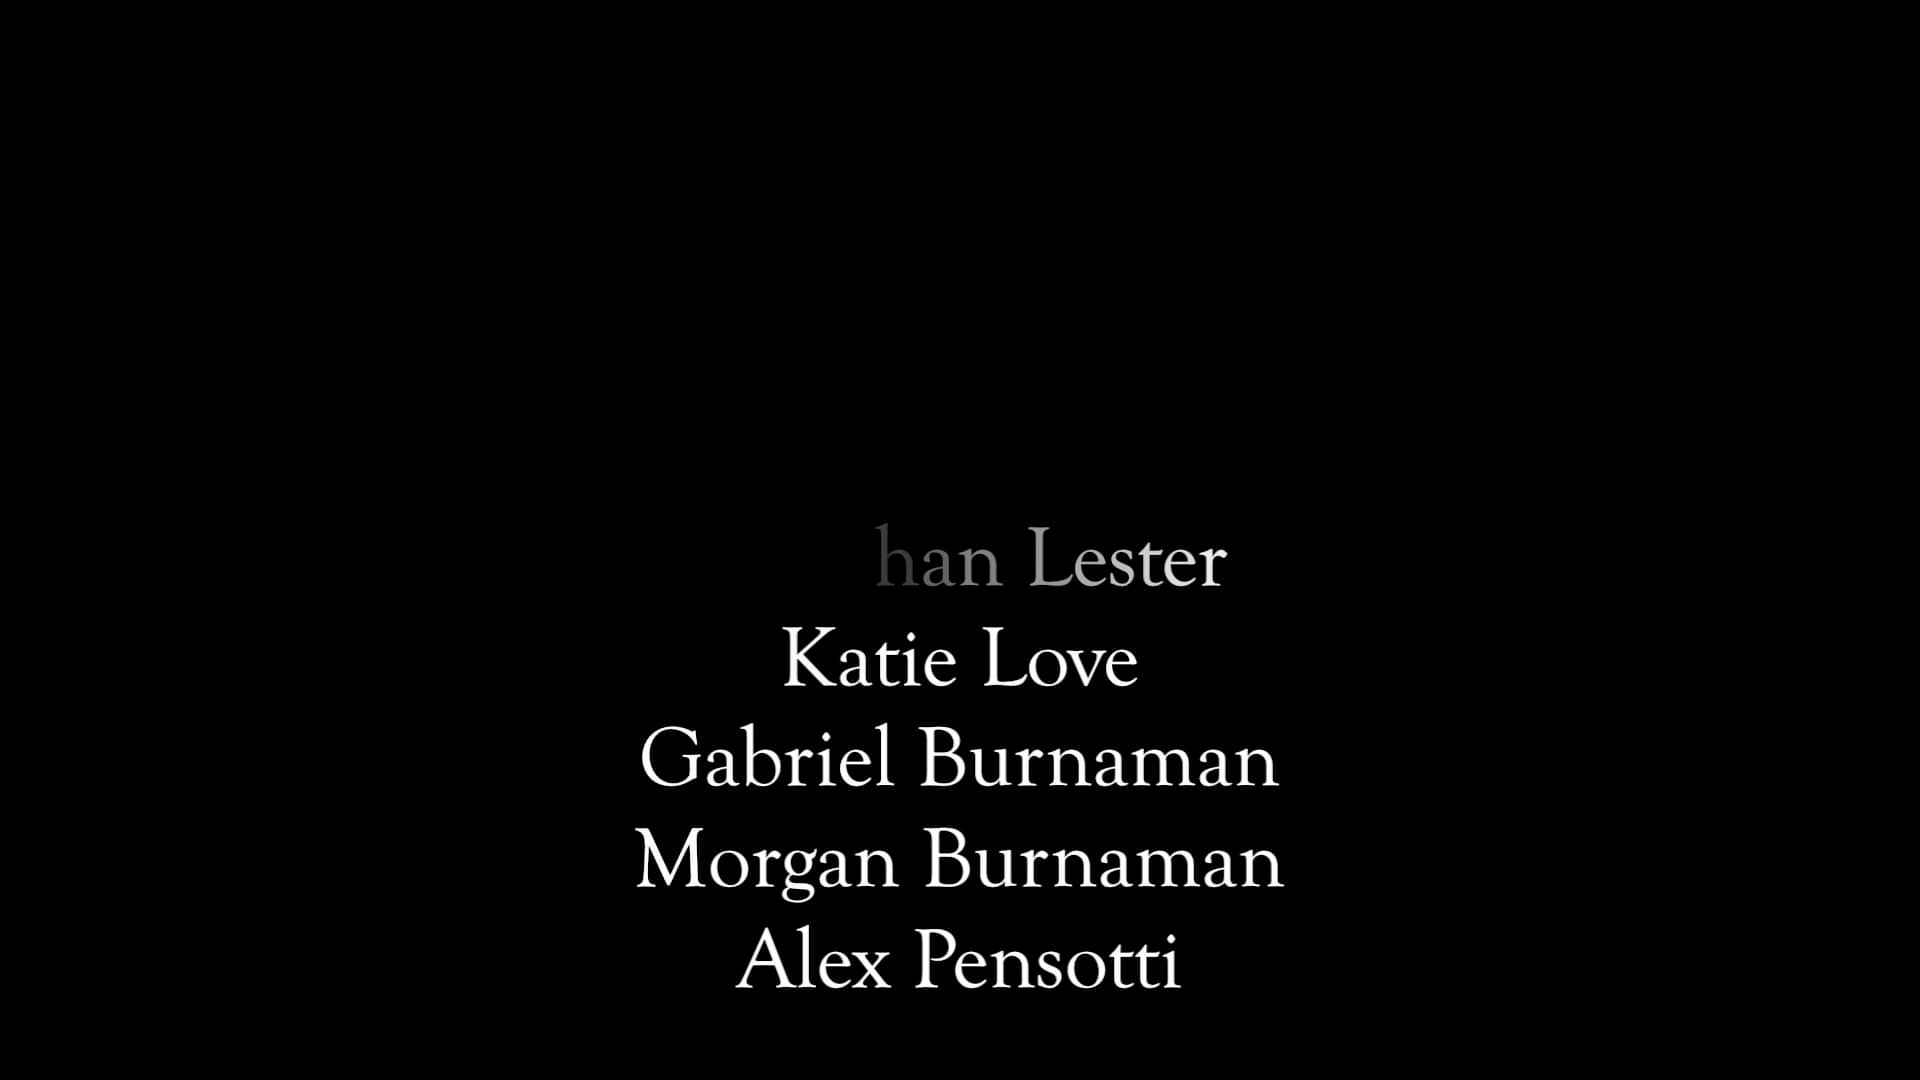 han Lester
Katie Love
Gabriel Burnaman
Morgan Burnaman
Alex Pensotti